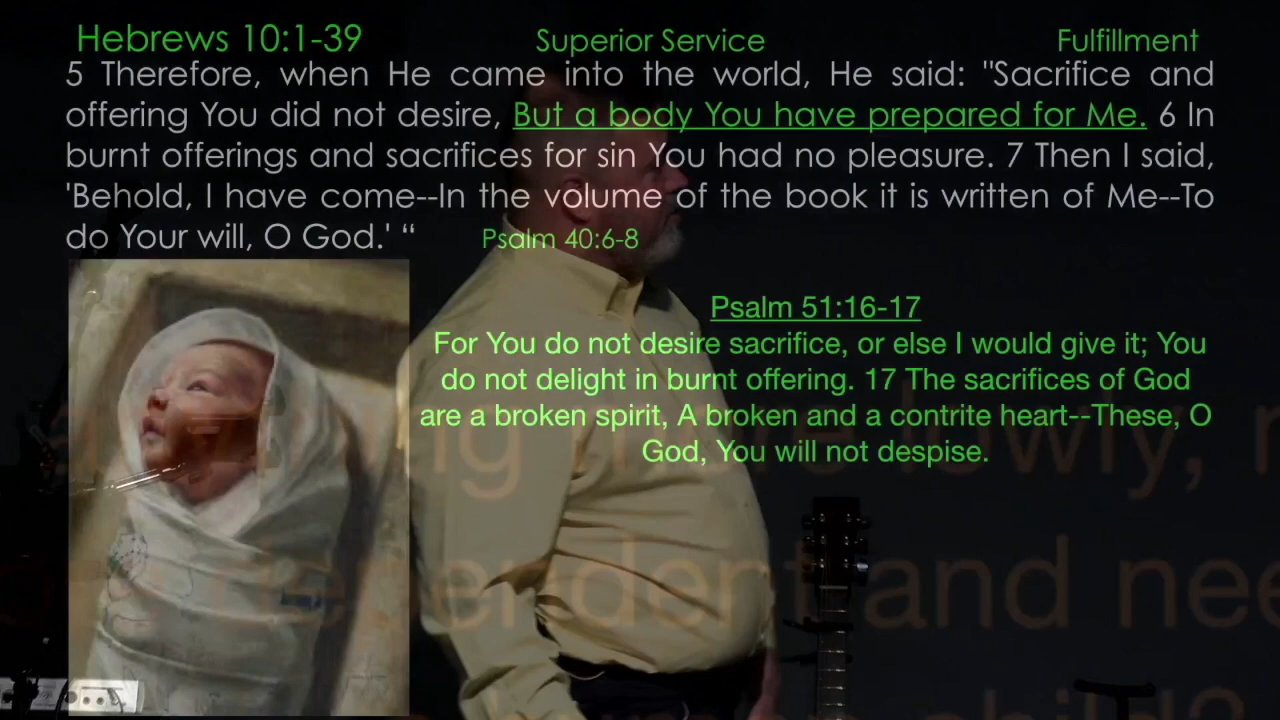 Hebrews 10:1-39 Superior Service Fulfillment
5 Therefore, when He came into the world, He said: "Sacrifice and
offering You did not desire, But a body You have prepared for Me. 6 In
burnt offerings and sacrifices for sin You had no pleasure. 7 Then I said,
'Behold, I have come--In the volume of the book it is written of Me--To
do Your will, O God.' “ Psalm 40:6-8
Psalm 51:16-17
For You do not desire sacrifice, or else I would give it; You
do not delight in burnt offering. 17 The sacrifices of God
are a broken spirit, A broken and a contrite heart--These, O
God, You will not despise.
lowly,
dependent and
child?